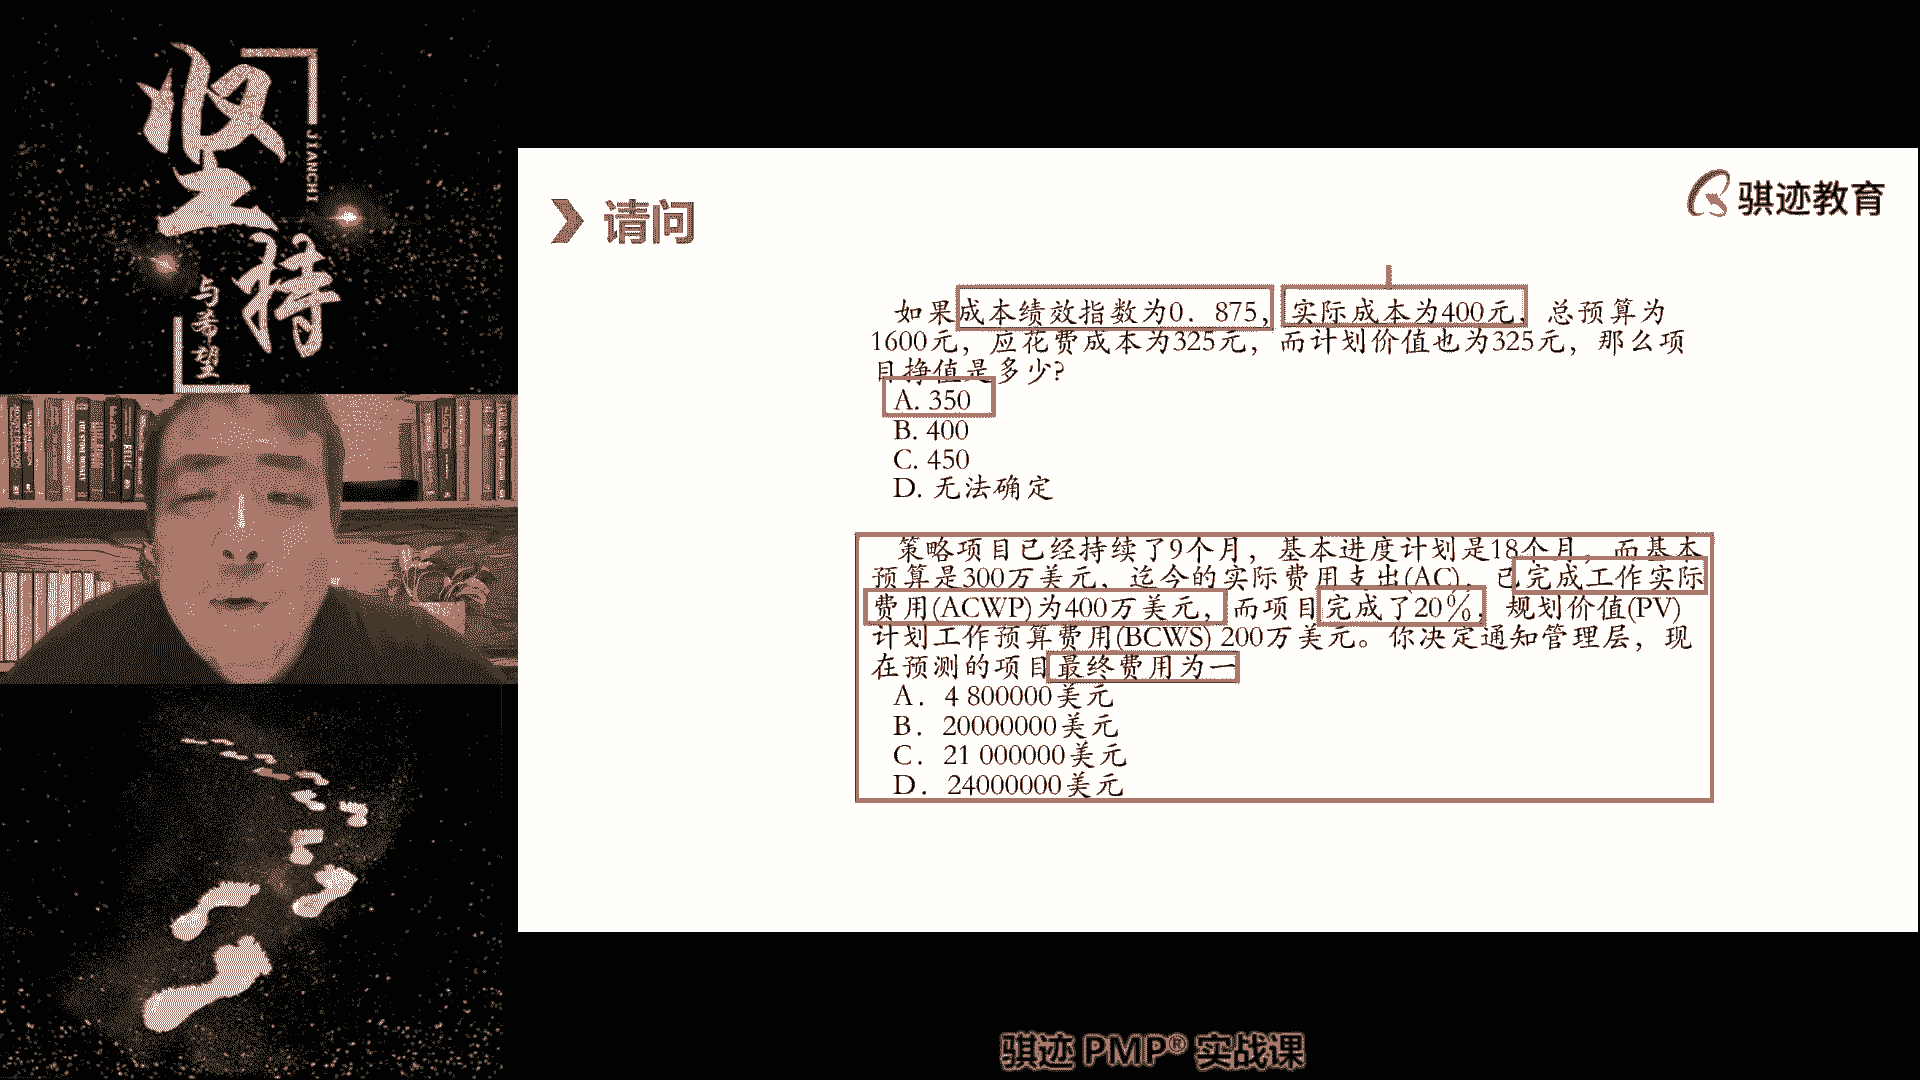 坚持
JIANCHI
与希望
请问
骐迹教育
如果成本绩效指数为0．875，实际成本为400元，总预算为
1600元，应花费成本为325元，而计划价值也为325元，那么项
目挣值是多少?
A. 350
B. 400
C. 450
D. 无法确定
策略项目已经持续了9个月，基本进度计划是18个月，而基本
预算是300万美元，迄今的实际费用支出(AC)，已完成工作实际
费用(ACWP)为400万美元，而项目完成了20%，规划价值(PV)
计划工作预算费用(BCWS) 200万美元。你决定通知管理层，现
在预测的项目最终费用为一
A．4 800000美元
B．20000000美元
C．21 000000美元
D．24000000美元
骐迹 PMP® 实战课